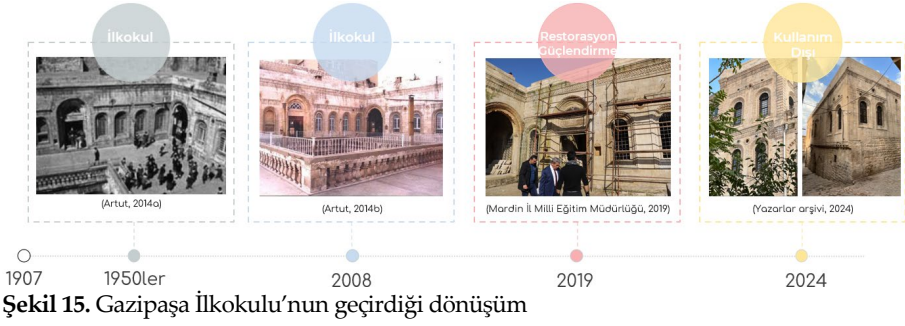 İlkokul
İlkokul
Restorasyon
Güçlendirme
Kullanım
Dışı
(Artut, 2014a)
(Artut, 2014b)
(Mardin İl Milli Eğitim Müdürlüğü, 2019)
(Yazarlar arşivi, 2024)
1907
1950ler
2008
2019
2024
Şekil 15. Gazipaşa İlkokulu’nun geçirdiği dönüşüm